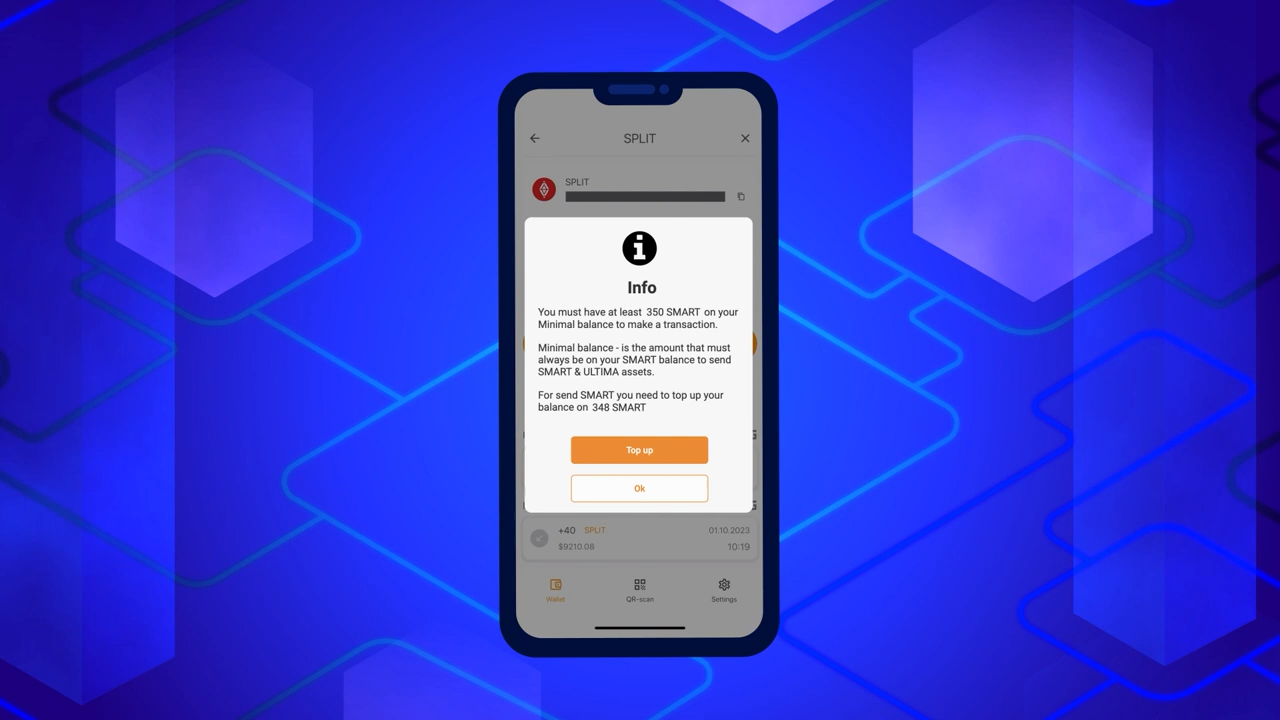 SPLIT
SPLIT
Info
You must have at least 350 SMART on your
Minimal balance to make a transaction.
Minimal balance - is the amount that must
always be on your SMART balance to send
SMART & ULTIMA assets.
For send SMART you need to top up your
balance on 348 SMART
Top up
Ok
+40 SPLIT 01.10.2023
$9210.08 10:19
Wallet QR-scan Settings